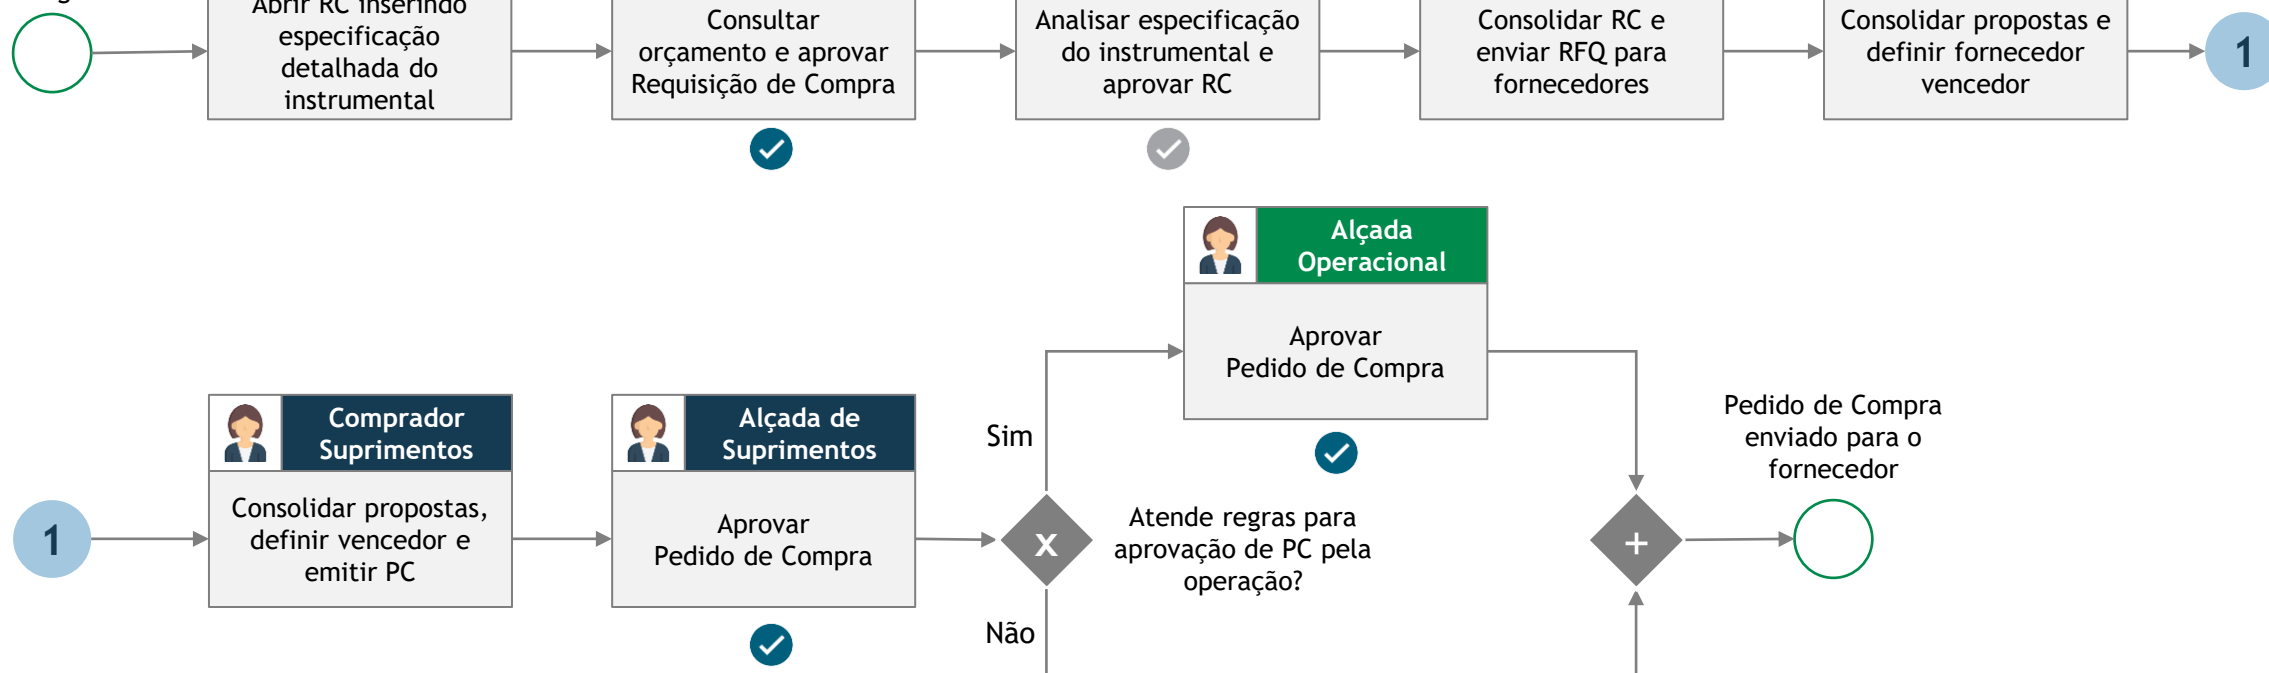 Abrir RC inserindo
especificação
detalhada do
instrumental
Consultar
orçamento e aprovar
Requisição de Compra
Analisar especificação
do instrumental e
aprovar RC
Consolidar RC e
enviar RFQ para
fornecedores
Consolidar propostas e
definir fornecedor
vencedor
1
Alçada
Operacional
Aprovar
Pedido de Compra
1
Comprador
Suprimentos
Consolidar propostas,
definir vencedor e
emitir PC
Alçada de
Suprimentos
Aprovar
Pedido de Compra
Sim
x
Não
Atende regras para
aprovação de PC pela
operação?
+
Pedido de Compra
enviado para o
fornecedor